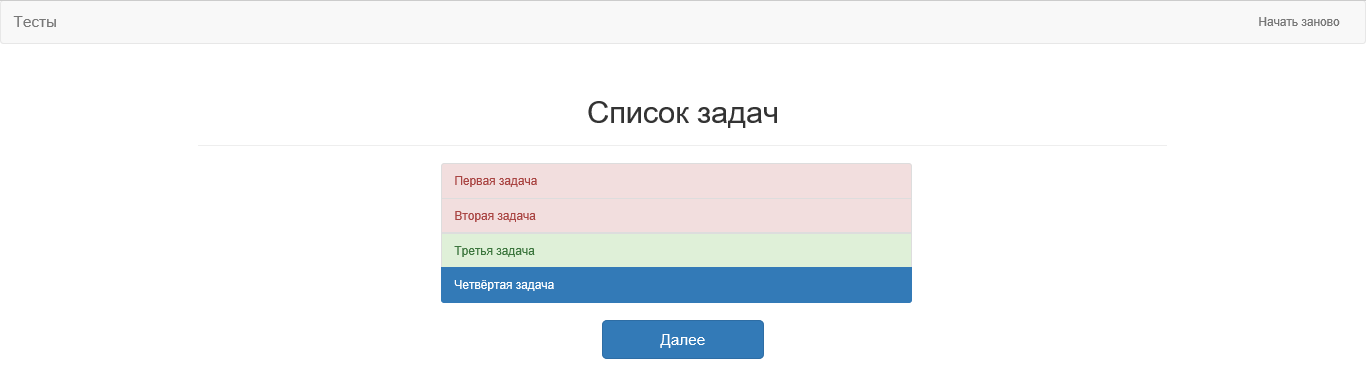 Тесты
Начать заново
Список задач
Первая задача
Вторая задача
Третья задача
Четвёртая задача
Далее